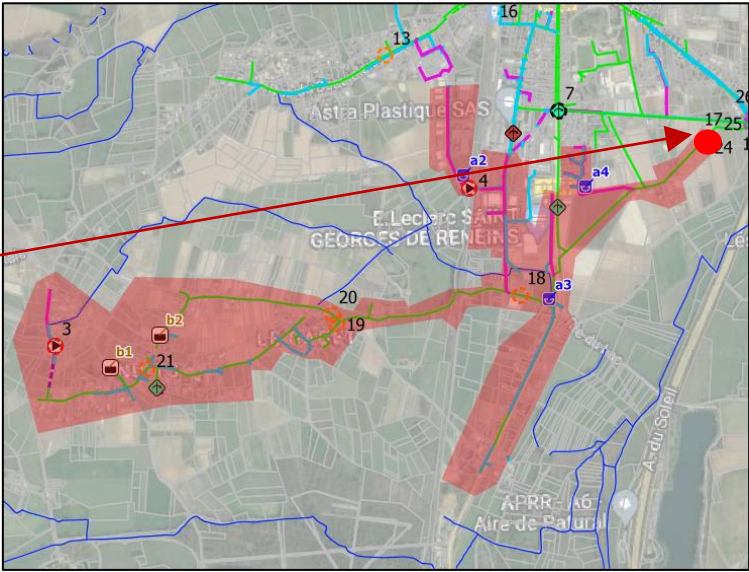 16
13
26
7
Astra Plastique SAS
17
25
24
1
a2
4
a4
E.Leclerc SAINT
GEORGES DE RENEINS
18
a3
20
3
b2
19
b1
21
A. du Soleil
APRR - A6
Aire de Patural